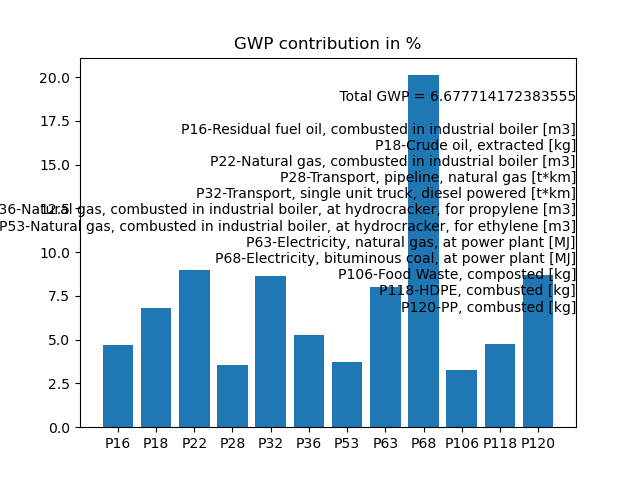 GWP contribution in %
20.0
17.5
15.0
12.5
10.0
7.5
5.0
2.5
0.0
Total GWP = 6.677714172383555
P16-Residual fuel oil, combusted in industrial boiler [m3]
P18-Crude oil, extracted [kg]
P22-Natural gas, combusted in industrial boiler [m3]
P28-Transport, pipeline, natural gas [t*km]
P32-Transport, single unit truck, diesel powered [t*km]
36-Natural gas, combusted in industrial boiler, at hydrocracker, for propylene [m3]
P53-Natural gas, combusted in industrial boiler, at hydrocracker, for ethylene [m3]
P63-Electricity, natural gas, at power plant [MJ]
P68-Electricity, bituminous coal, at power plant [MJ]
P106-Food Waste, composted [kg]
P118-HDPE, combusted [kg]
P120-PP, combusted [kg]
P16 P18 P22 P28 P32 P36 P53 P63 P68 P106 P118 P120